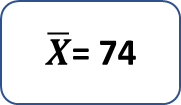 X̅ = 74